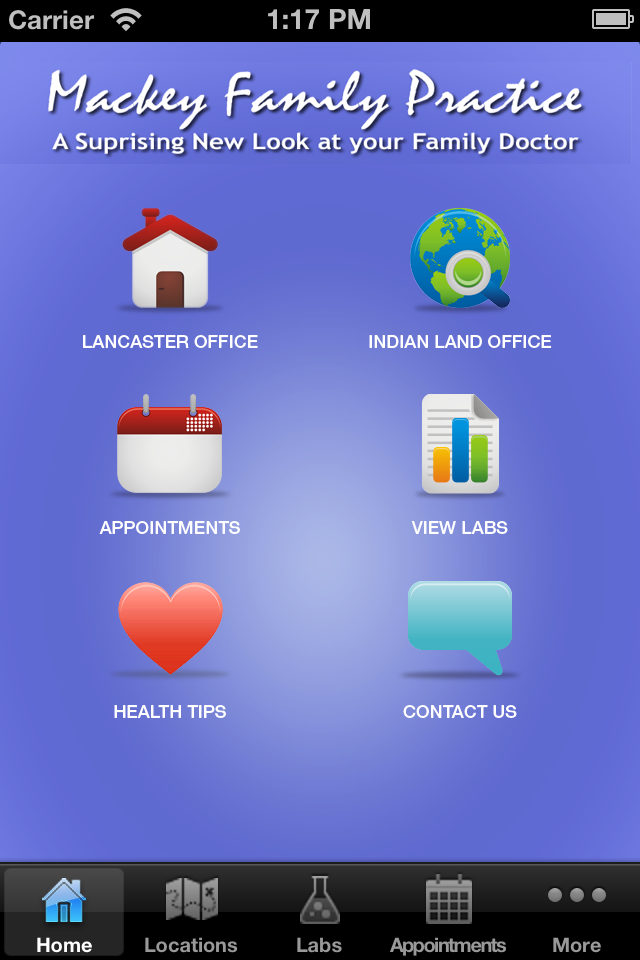 Carrier 1:17 PM
Mackey Family Practice
A Suprising New Look at your Family Doctor
LANCASTER OFFICE INDIAN LAND OFFICE
APPOINTMENTS VIEW LABS
HEALTH TIPS CONTACT US
Home Locations Labs Appointments More